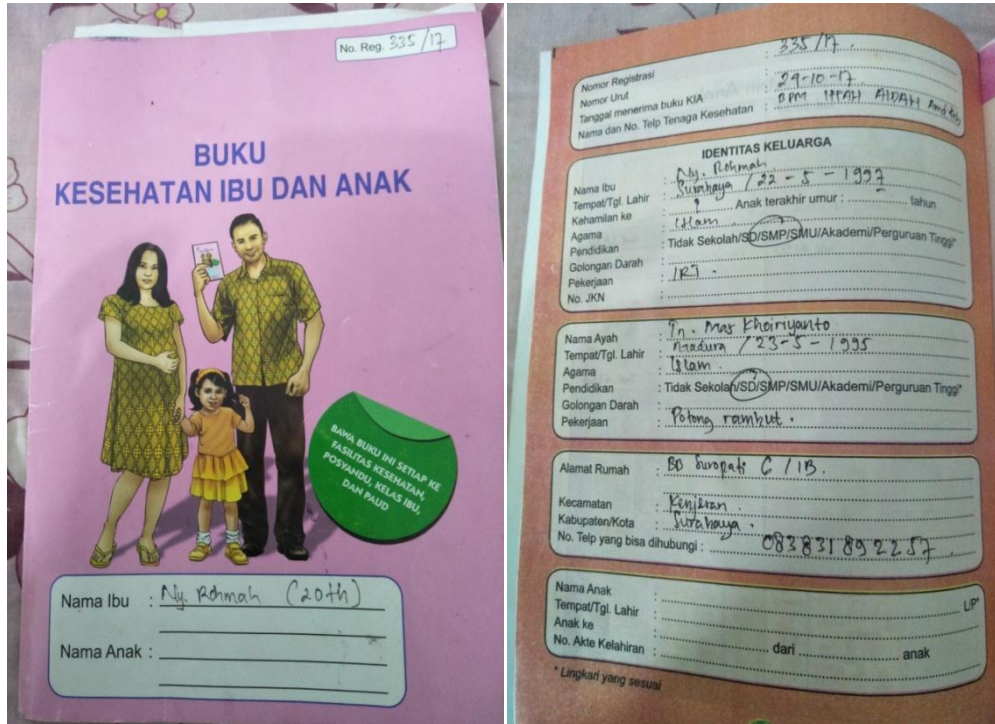 No. Reg. 335/17
BUKU
KESEHATAN IBU DAN ANAK
BAWA BUKU INI SETIAP KE
FASILITAS KESEHATAN,
POSYANDU, KELAS IBU,
DAN PAUD
Nama Ibu : Ny. Rohmah (20th)
Nama Anak :
Nomor Registrasi : 335/17.
Nomor Urut
Tanggal menerima buku KIA : 29-10-17
Nama dan No. Telp Tenaga Kesehatan : BPM AIDAH
IDENTITAS KELUARGA
Nama Ibu : Ny. Rohmah
Tempat/Tgl. Lahir : Surabaya / 22 - 5 - 1997
Kehamilan ke : Anak terakhir umur : tahun
Agama : Islam
Pendidikan : Tidak Sekolah/SD/SMP/SMU/Akademi/Perguruan Tinggi*
Golongan Darah :
Pekerjaan : IRT.
No. JKN :
Nama Ayah : Tn. Mas Khoiriyanto
Tempat/Tgl. Lahir : Madura / 23 - 5 - 1995
Agama : Islam
Pendidikan : Tidak Sekolah/SD/SMP/SMU/Akademi/Perguruan Tinggi*
Golongan Darah :
Pekerjaan : Potong rambut.
Alamat Rumah : BD Suropati 6 / 1B.
Kecamatan : Kenjeran.
Kabupaten/Kota : Surabaya.
No. Telp yang bisa dihubungi : 083831892257
Nama Anak : L/P*
Tempat/Tgl. Lahir :
Anak ke : dari anak
No. Akte Kelahiran :
* Lingkari yang sesuai